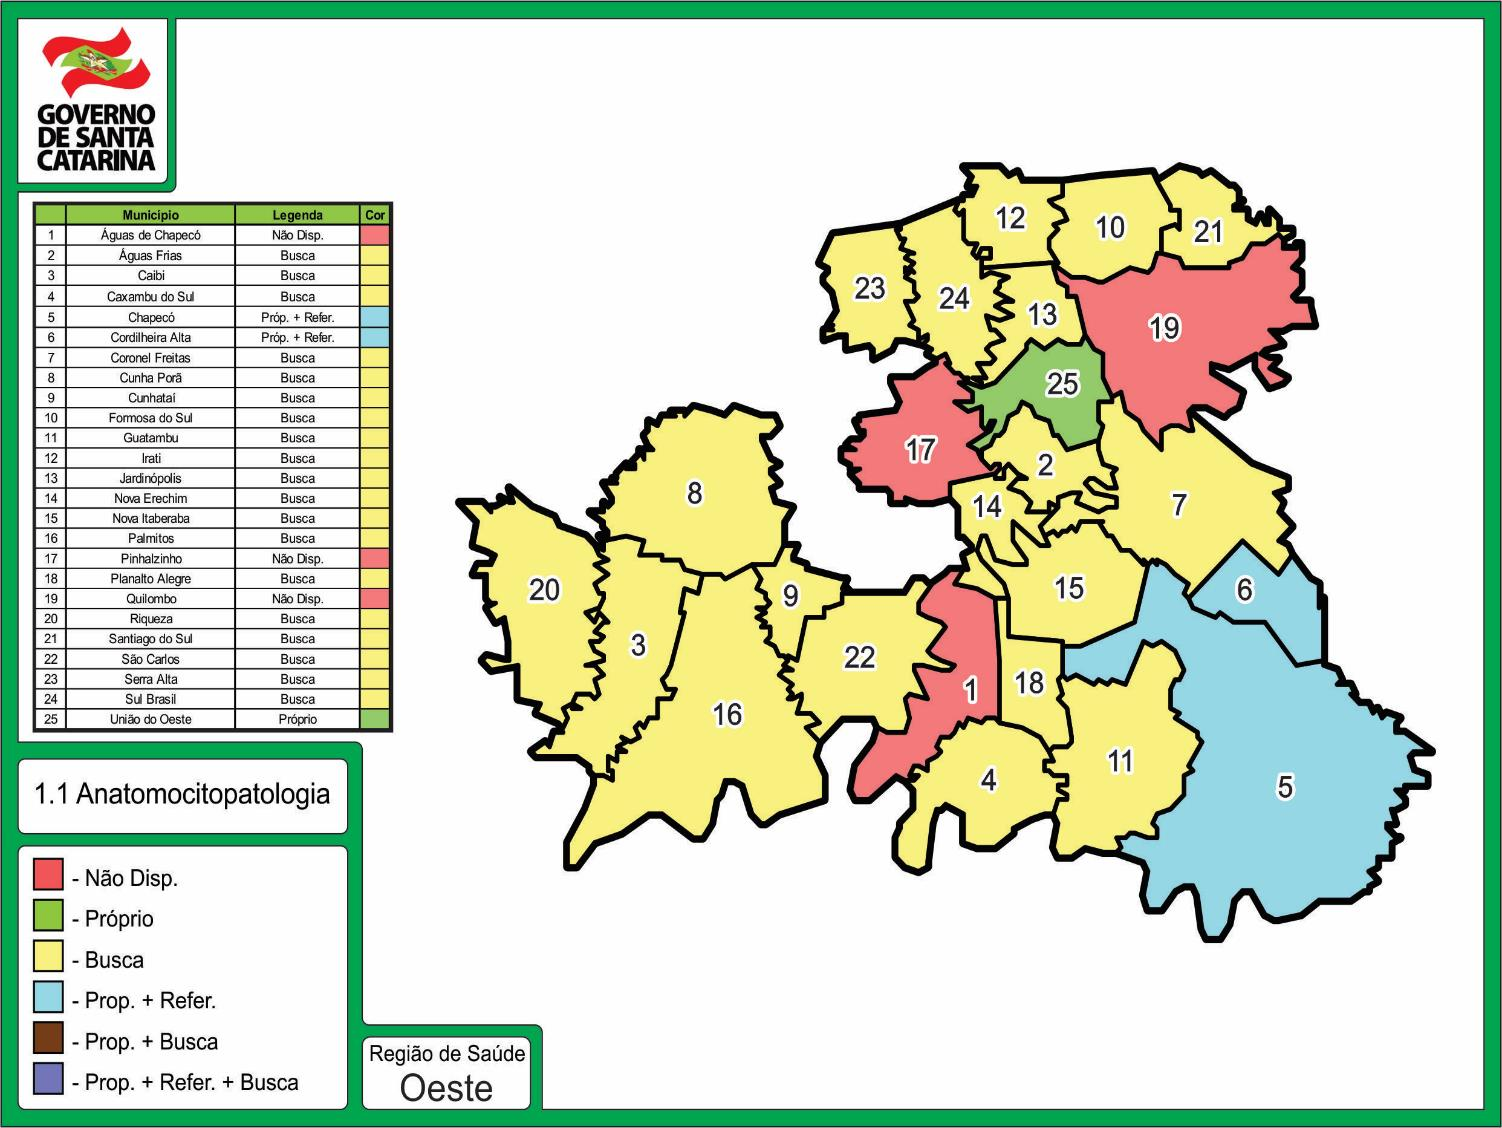 GOVERNO
DE SANTA
CATARINA
Município Legenda Cor
1 Águas de Chapecó Não Disp.
2 Águas Frias Busca
3 Caibi Busca
4 Caxambu do Sul Busca
5 Chapecó Próp. + Refer.
6 Cordilheira Alta Próp. + Refer.
7 Coronel Freitas Busca
8 Cunha Porã Busca
9 Cunhataí Busca
10 Formosa do Sul Busca
11 Guatambu Busca
12 Irati Busca
13 Jardinópolis Busca
14 Nova Erechim Busca
15 Nova Itaberaba Busca
16 Palmitos Busca
17 Pinhalzinho Não Disp.
18 Planalto Alegre Busca
19 Quilombo Não Disp.
20 Riqueza Busca
21 Santiago do Sul Busca
22 São Carlos Busca
23 Serra Alta Busca
24 Sul Brasil Busca
25 União do Oeste Próprio
12
10
21
23
24
13
19
25
17
2
8
14
7
20
9
15
6
3
22
1
18
16
4
11
5
1.1 Anatomocitopatologia
- Não Disp.
- Próprio
- Busca
- Prop. + Refer.
- Prop. + Busca
- Prop. + Refer. + Busca
Região de Saúde
Oeste